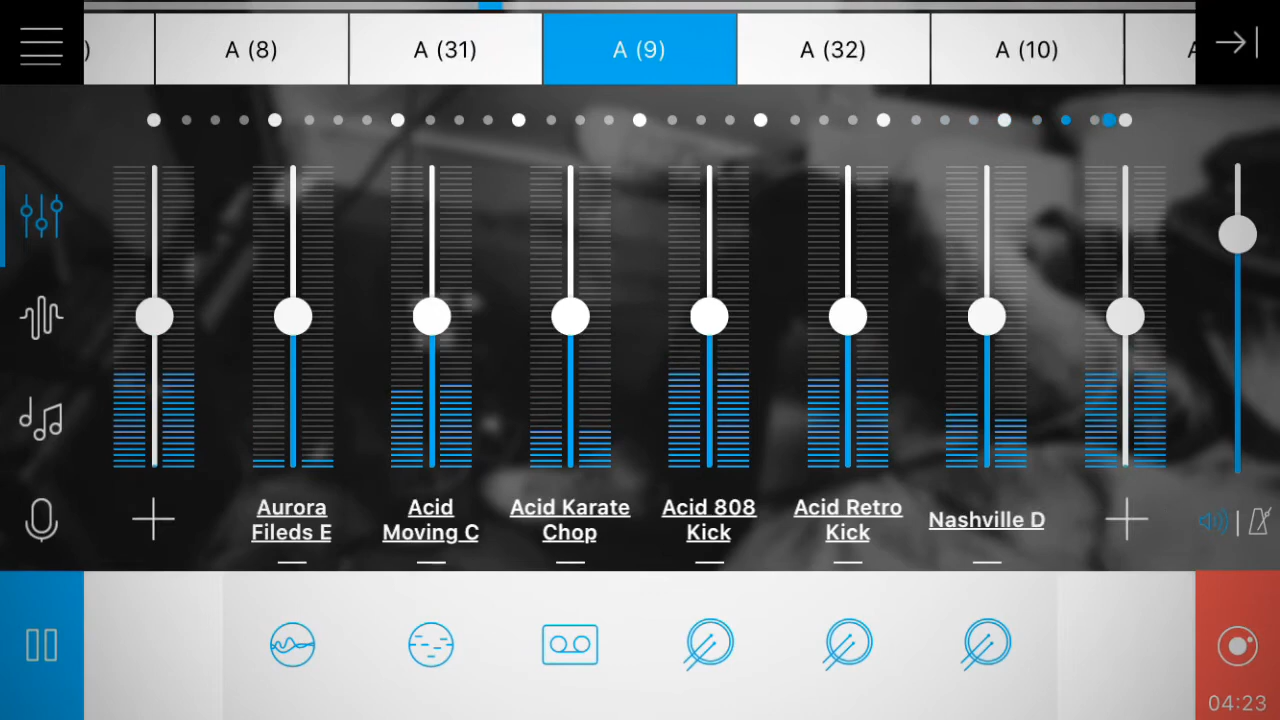 )
A (8)
A (31)
A (9)
A (32)
A (10)
Aurora
Fileds E
Acid
Moving C
Acid Karate
Chop
Acid 808
Kick
Acid Retro
Kick
Nashville D
04:23